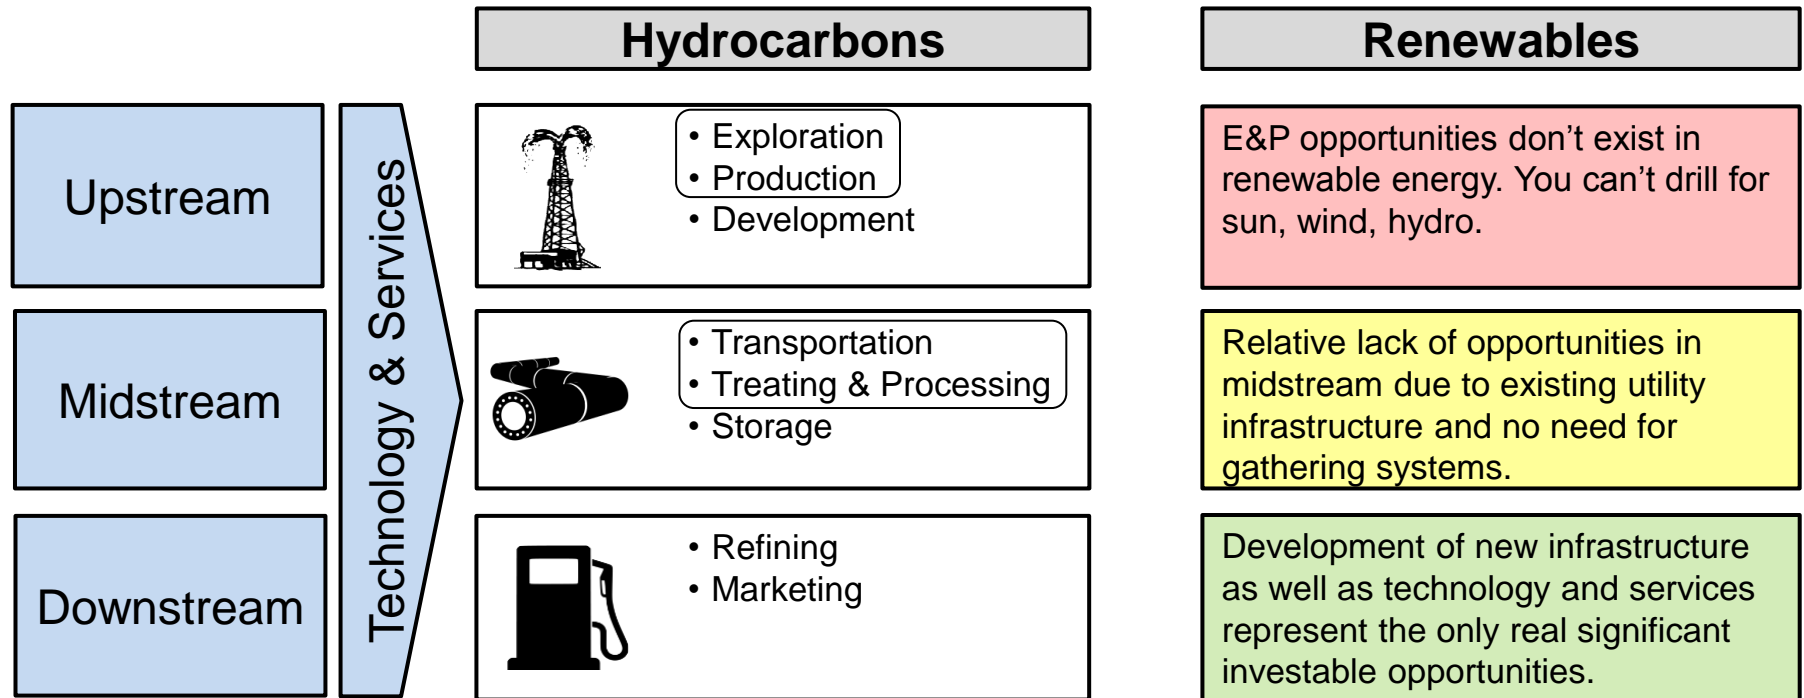 Hydrocarbons
Renewables
Upstream
Technology & Services
• Exploration
• Production
• Development
E&P opportunities don’t exist in
renewable energy. You can’t drill for
sun, wind, hydro.
Midstream
• Transportation
• Treating & Processing
• Storage
Relative lack of opportunities in
midstream due to existing utility
infrastructure and no need for
gathering systems.
Downstream
• Refining
• Marketing
Development of new infrastructure
as well as technology and services
represent the only real significant
investable opportunities.